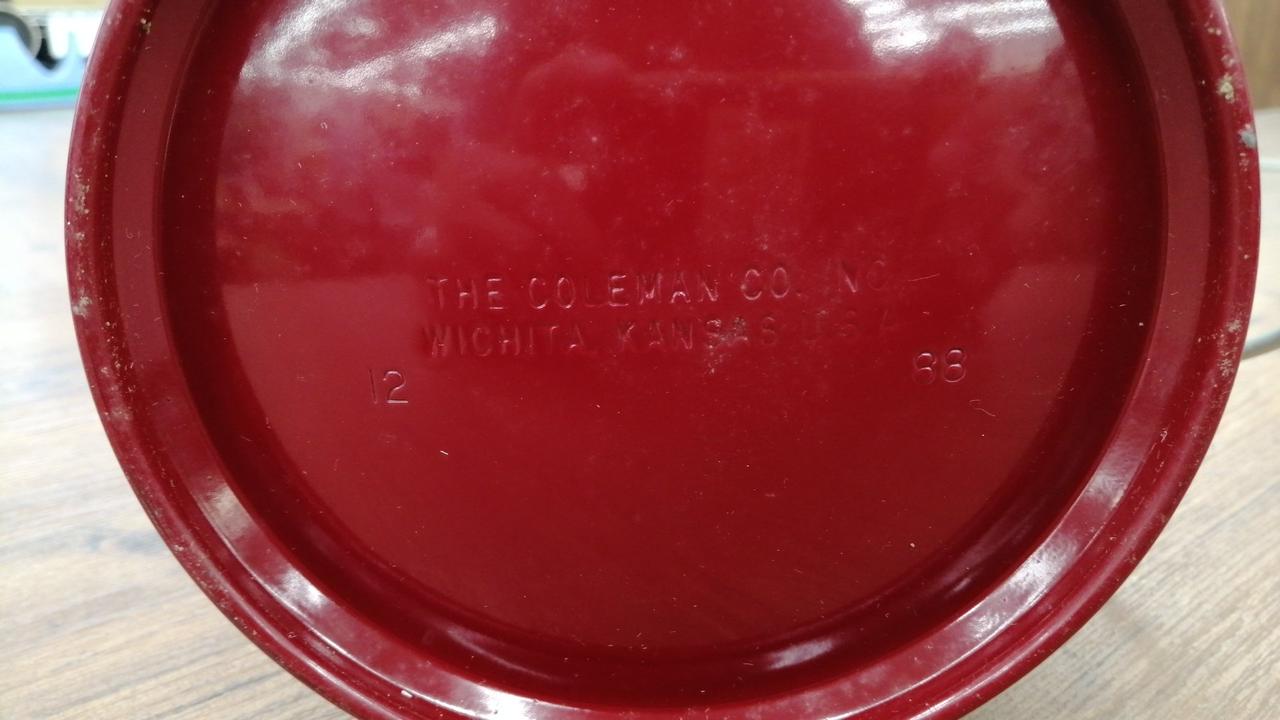 THE COLEMAN CO. INC.
WICHITA, KANSAS U.S.A.
12 88